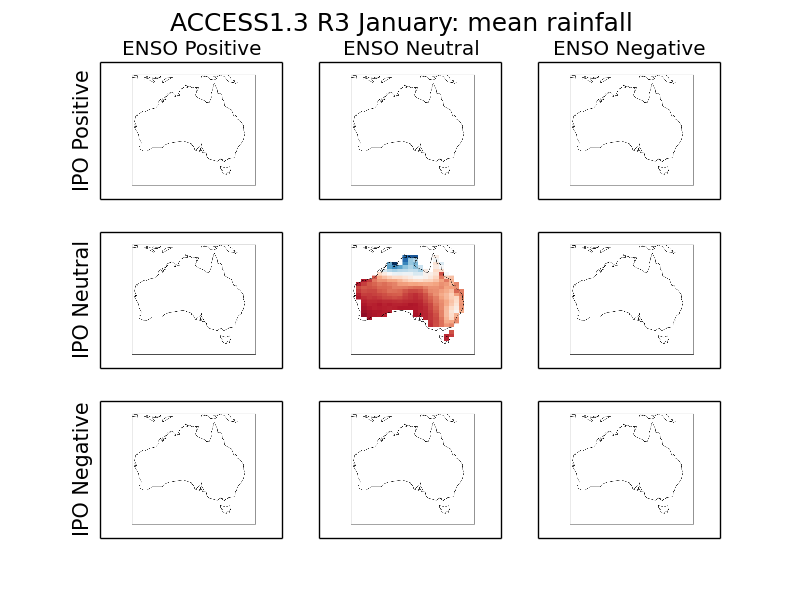 ACCESS1.3 R3 January: mean rainfall
ENSO Positive
ENSO Neutral
ENSO Negative
IPO Positive
IPO Neutral
IPO Negative